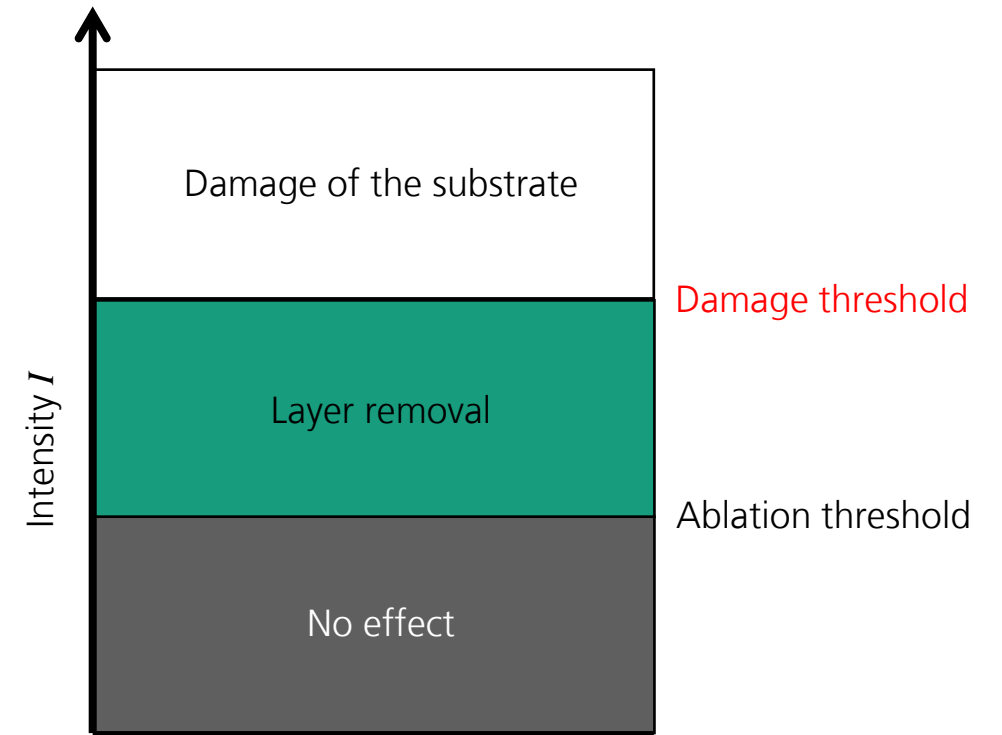 Damage of the substrate
Damage threshold
Intensity I
Layer removal
Ablation threshold
No effect